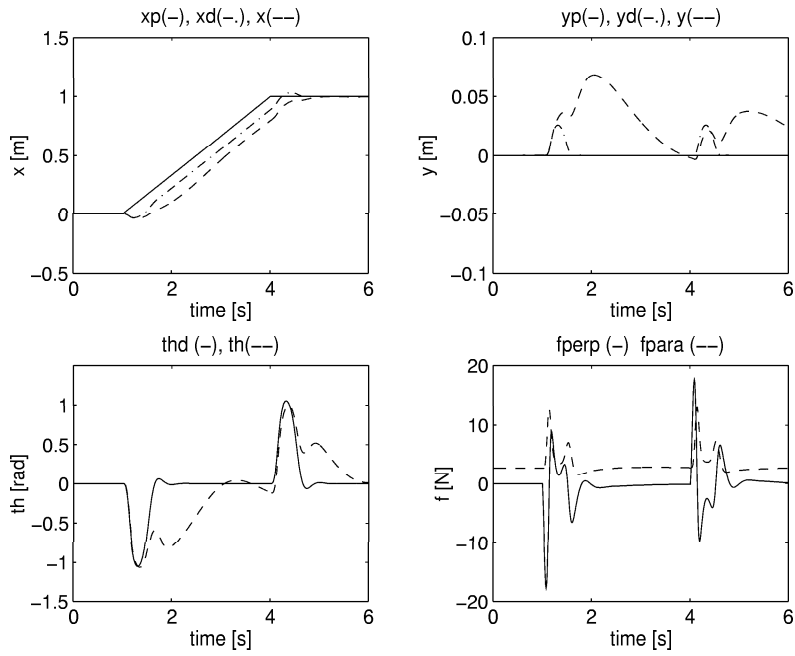 xp(−), xd(−.), x(−−)
1.5
1
0.5
0
−0.5
x [m]
0 2 4 6
time [s]
yp(−), yd(−.), y(−−)
0.1
0.05
0
−0.05
−0.1
y [m]
0 2 4 6
time [s]
thd (−), th(−−)
1
0.5
0
−0.5
−1
−1.5
th [rad]
0 2 4 6
time [s]
fperp (−) fpara (−−)
20
10
0
−10
−20
f [N]
0 2 4 6
time [s]